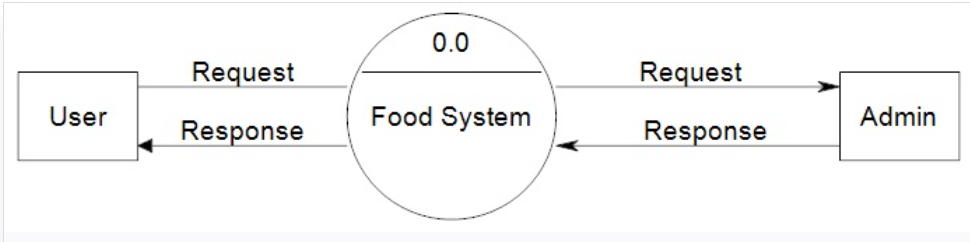 0.0
Request
Request
User
Food System
Admin
Response
Response